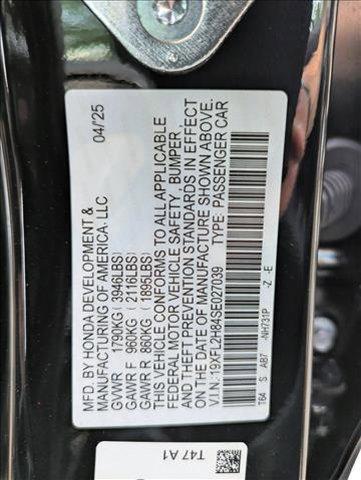 MFD. BY HONDA DEVELOPMENT & 04/25
MANUFACTURING OF AMERICA, LLC
GVWR 1790KG (3946LBS)
GAWR F 960KG (2116LBS)
GAWR R 860KG (1895LBS)
THIS VEHICLE CONFORMS TO ALL APPLICABLE
FEDERAL MOTOR VEHICLE SAFETY, BUMPER,
AND THEFT PREVENTION STANDARDS IN EFFECT
ON THE DATE OF MANUFACTURE SHOWN ABOVE.
V.I.N: 19XFL2H84SE027039 TYPE: PASSENGER CAR
T64 S AB7 -NH731P -Z -E
T47 A1